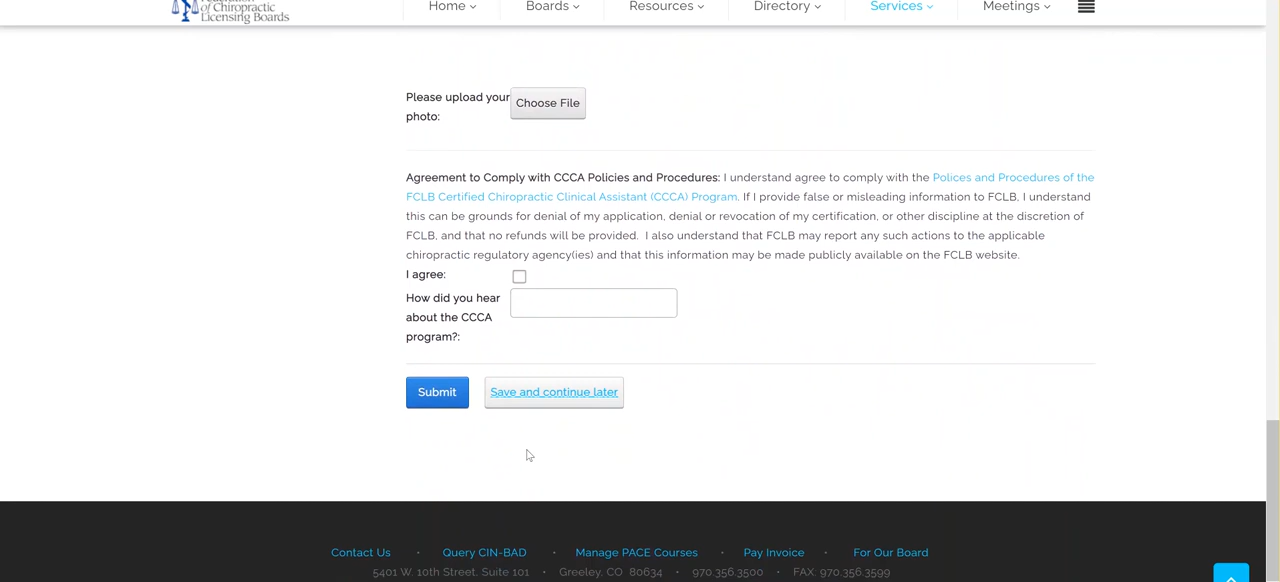 of Chiropractic
Licensing Boards
Home Boards Resources Directory Services Meetings
Please upload your Choose File
photo:
Agreement to Comply with CCCA Policies and Procedures: I understand agree to comply with the Polices and Procedures of the
FCLB Certified Chiropractic Clinical Assistant (CCCA) Program. If I provide false or misleading information to FCLB, I understand
this can be grounds for denial of my application, denial or revocation of my certification, or other discipline at the discretion of
FCLB, and that no refunds will be provided. I also understand that FCLB may report any such actions to the applicable
chiropractic regulatory agency(ies) and that this information may be made publicly available on the FCLB website.
I agree:
How did you hear
about the CCCA
program?:
Submit Save and continue later
Contact Us • Query CIN-BAD • Manage PACE Courses • Pay Invoice • For Our Board
5401 W. 10th Street, Suite 101 • Greeley, CO 80634 • 970.356.3500 • FAX: 970.356.3599